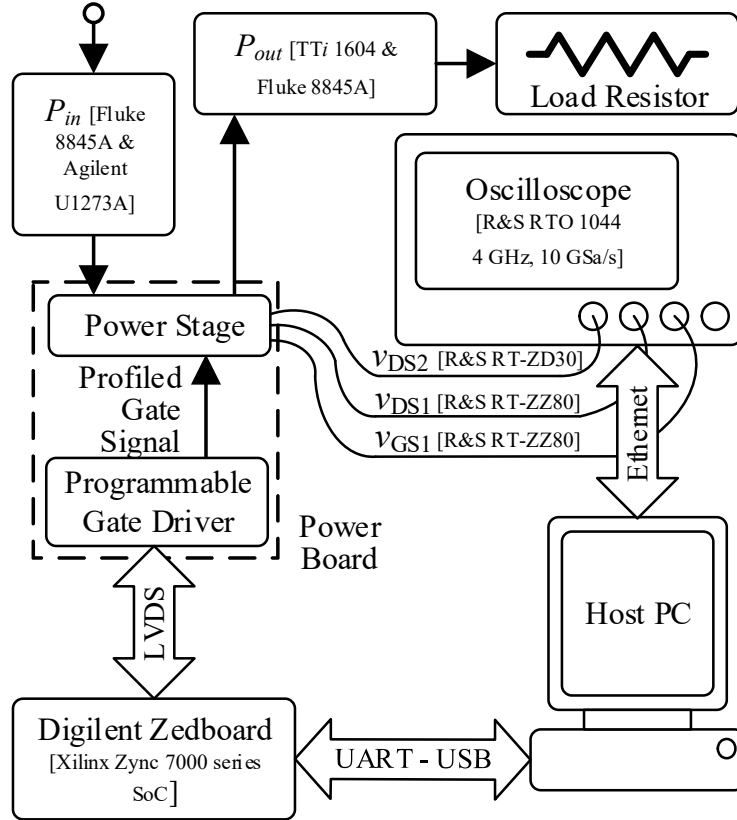 P_in [Fluke
8845A &
Agilent
U1273A]
P_out [TTi 1604 &
Fluke 8845A]
Load Resistor
Oscilloscope
[R&S RTO 1044
4 GHz, 10 GSa/s]
Power Stage
v_DS2 [R&S RT-ZD30]
v_DS1 [R&S RT-ZZ80]
v_GS1 [R&S RT-ZZ80]
Profiled
Gate
Signal
Programmable
Gate Driver
Power
Board
Ethernet
LVDS
Host PC
Digilent Zedboard
[Xilinx Zync 7000 series
SoC]
UART - USB